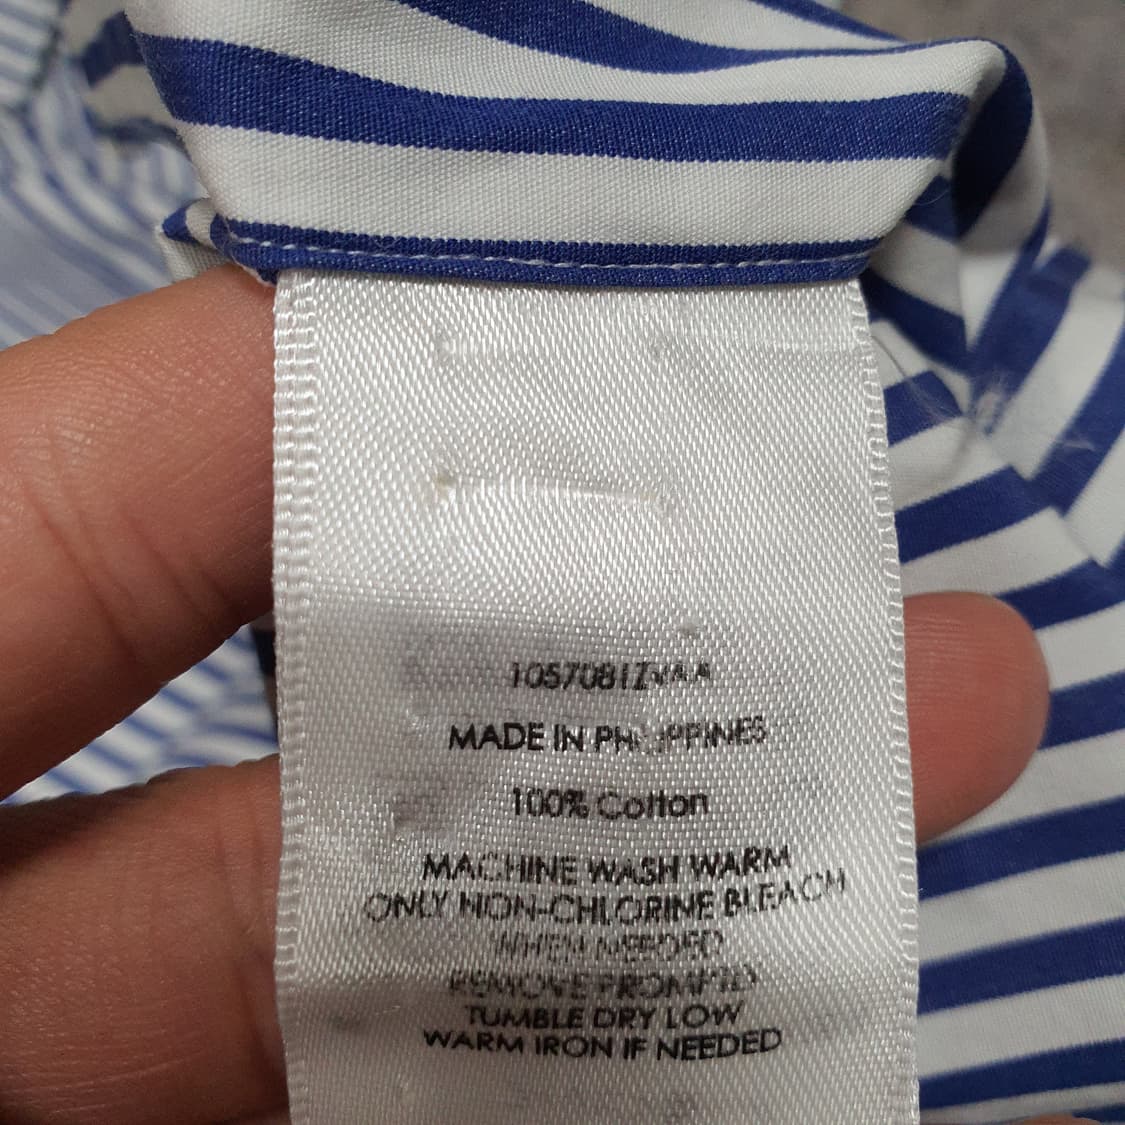 MADE IN PHILIPPINES
100% Cotton
MACHINE WASH WARM
ONLY NON-CHLORINE BLEACH
WHEN NEEDED
REMOVE PROMPTLY
TUMBLE DRY LOW
WARM IRON IF NEEDED